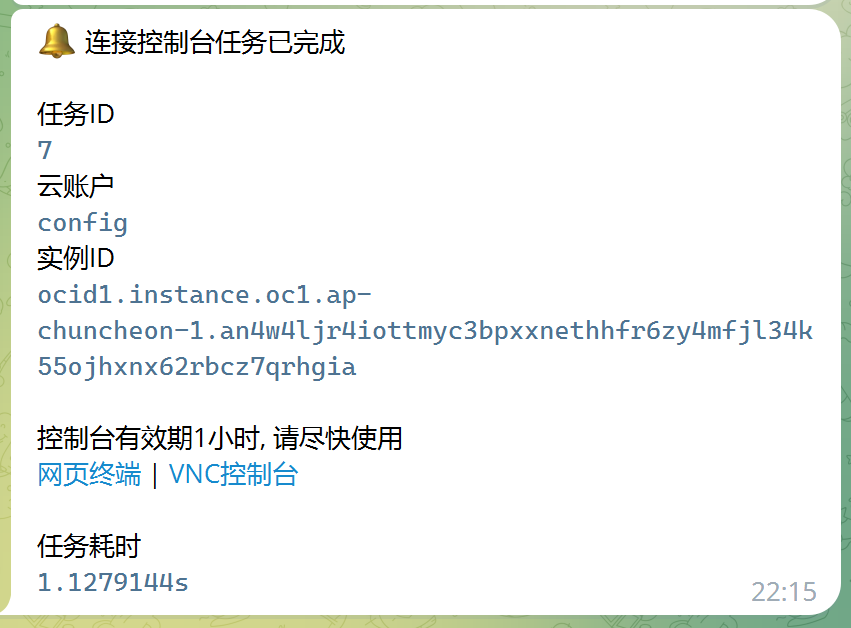 🔔 连接控制台任务已完成
任务ID
7
云账户
config
实例ID
ocid1.instance.oc1.ap-
chuncheon-1.an4w4ljr4iottmyc3bpxxnethhfr6zy4mfjl34k
55ojhxnx62rbcz7qrhgia
控制台有效期1小时, 请尽快使用
网页终端 | VNC控制台
任务耗时
1.1279144s
22:15